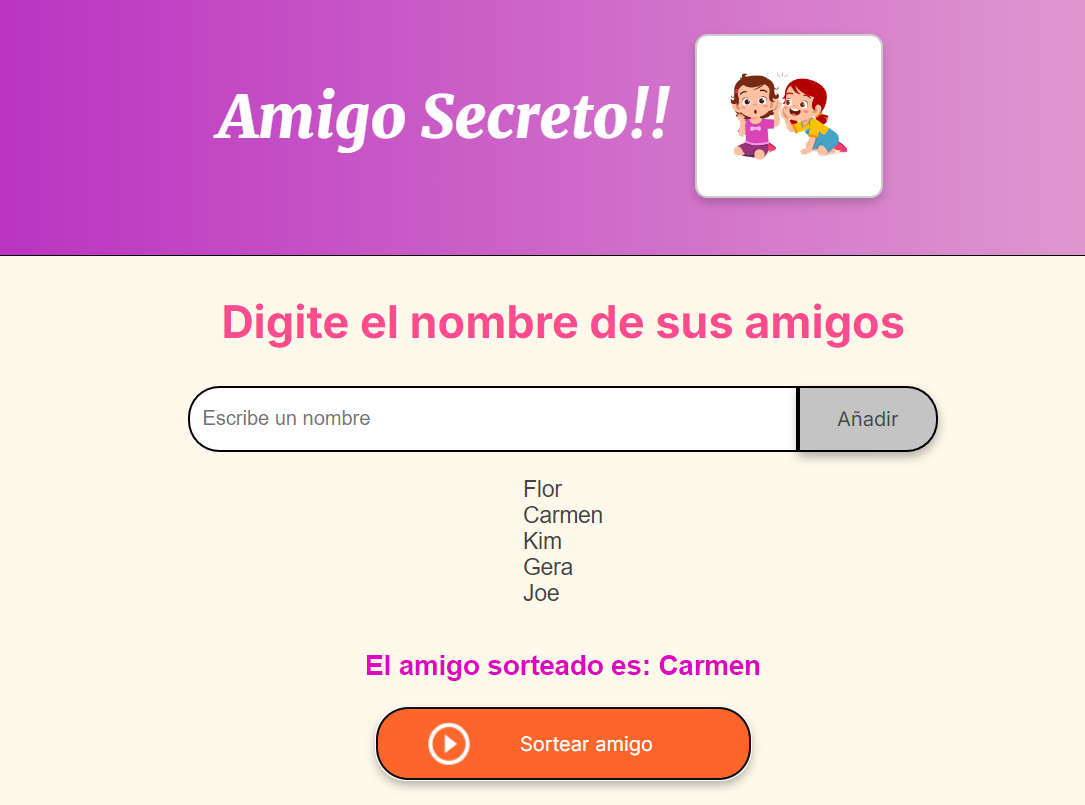 Amigo Secreto!!
Digite el nombre de sus amigos
Escribe un nombre
Añadir
Flor
Carmen
Kim
Gera
Joe
El amigo sorteado es: Carmen
Sortear amigo